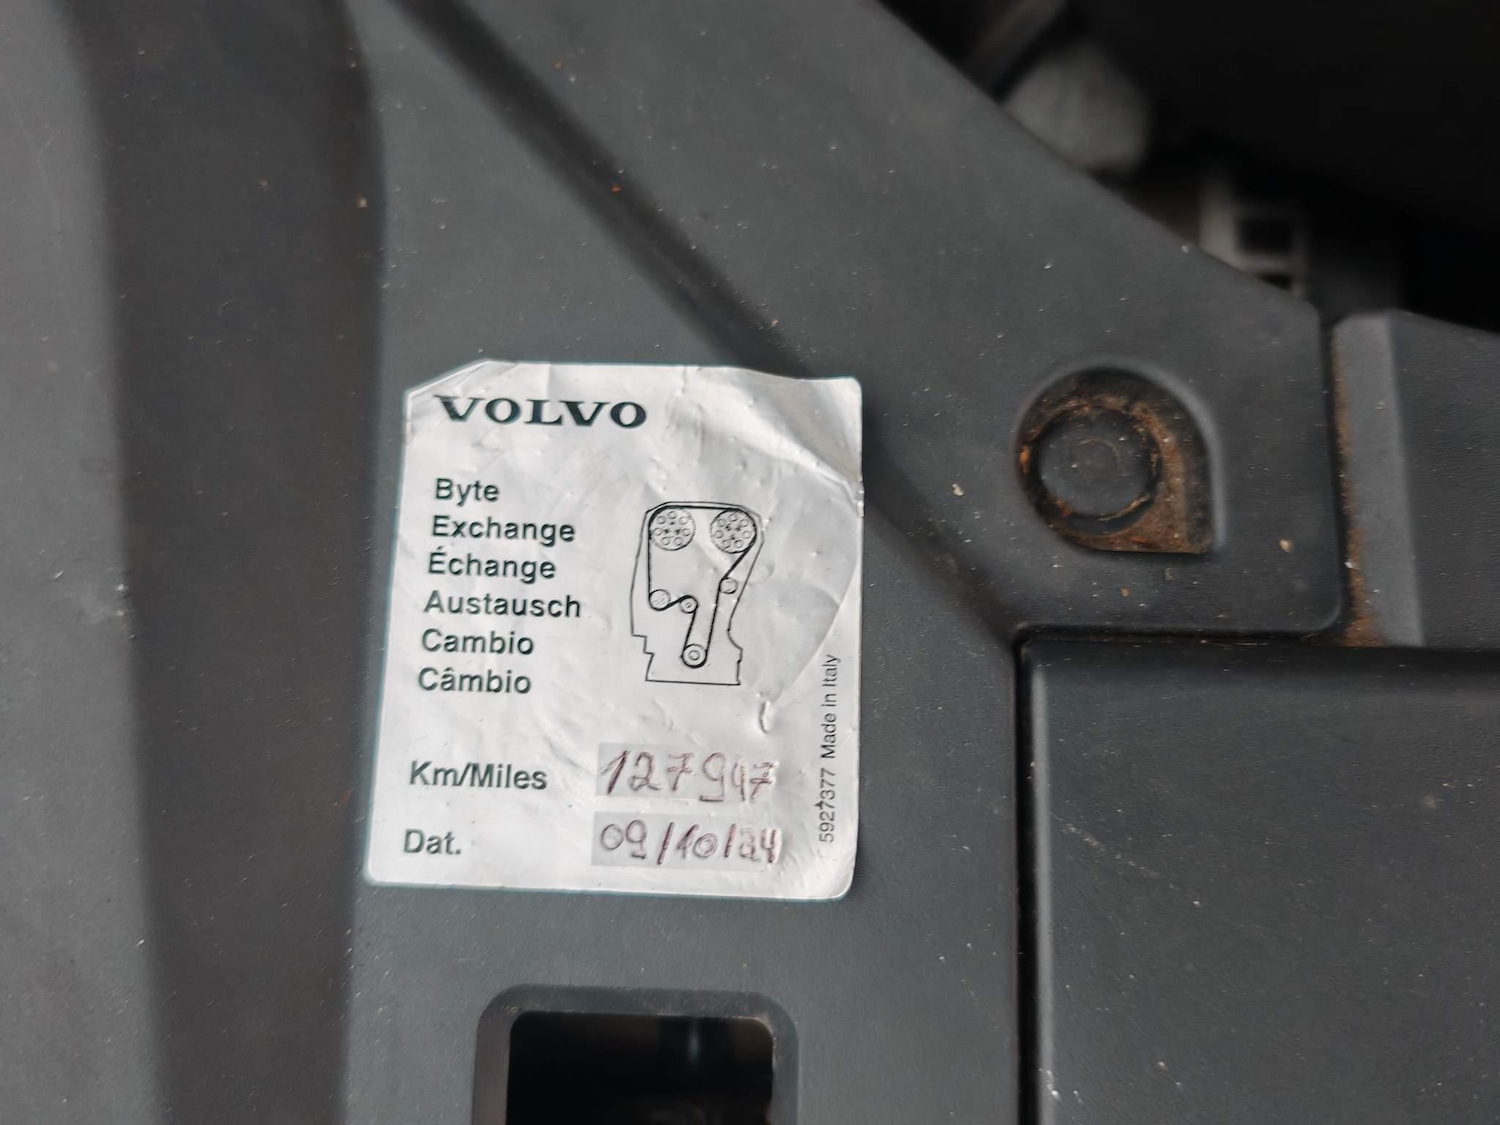 VOLVO
Byte
Exchange
Échange
Austausch
Cambio
Câmbio
Km/Miles 127947
Dat. 09/10/24
5927377 Made in Italy